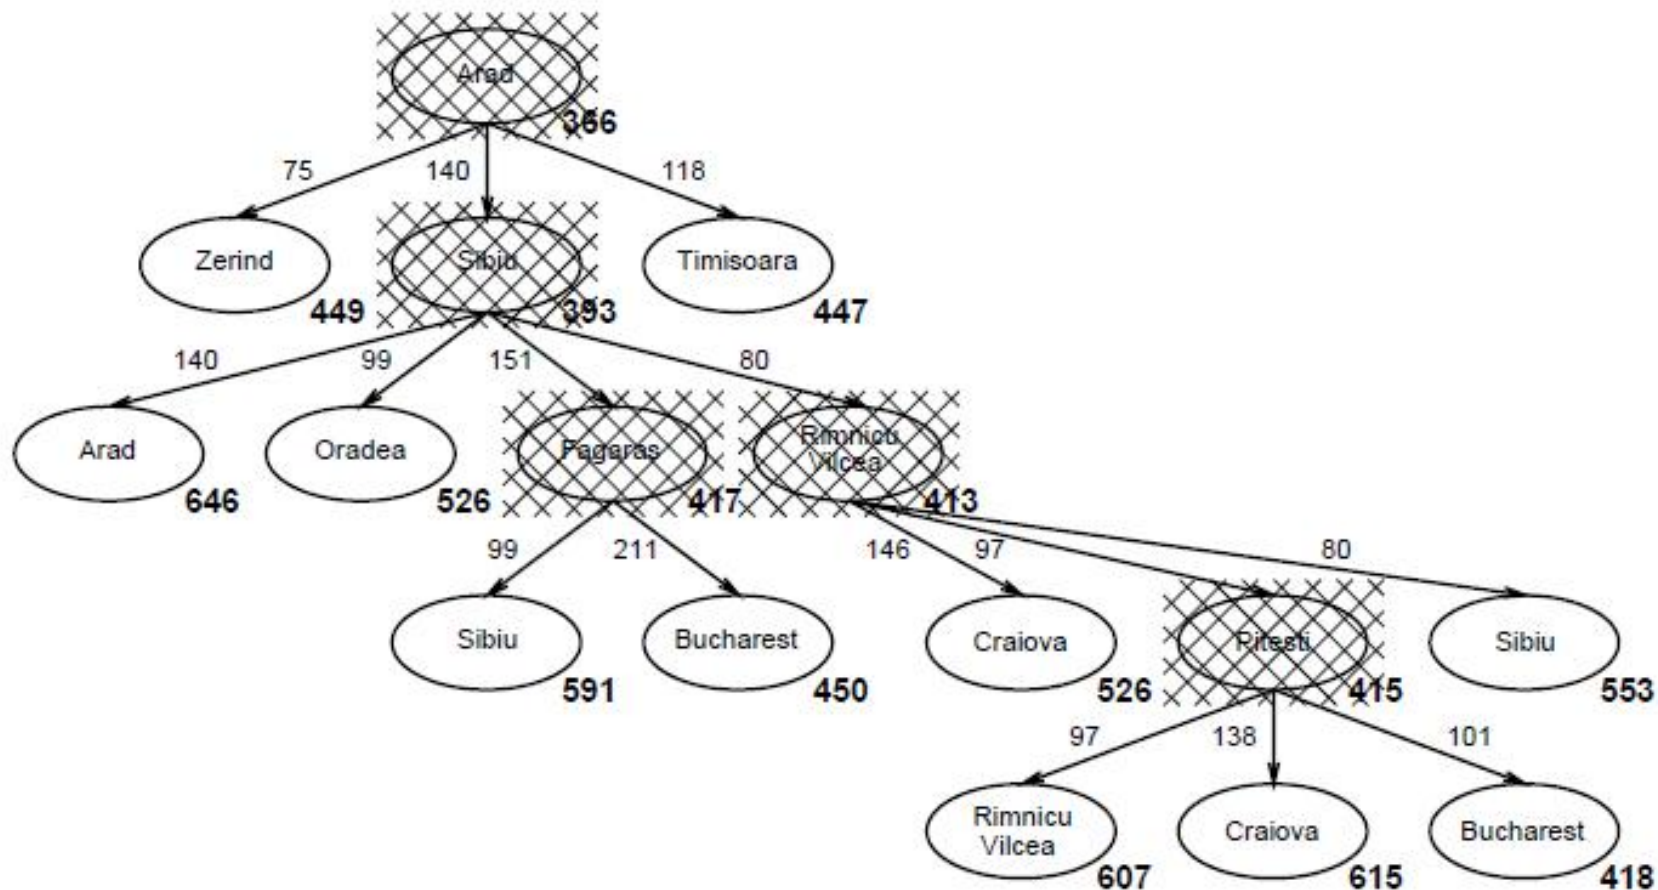 Arad
366
75
140
118
Zerind
449
Sibiu
393
Timisoara
447
140
99
151
80
Arad
646
Oradea
526
Fagaras
417
Rimnicu
Vilcea
413
99
211
146
97
80
Sibiu
591
Bucharest
450
Craiova
526
Pitesti
415
Sibiu
553
97
138
101
Rimnicu
Vilcea
607
Craiova
615
Bucharest
418